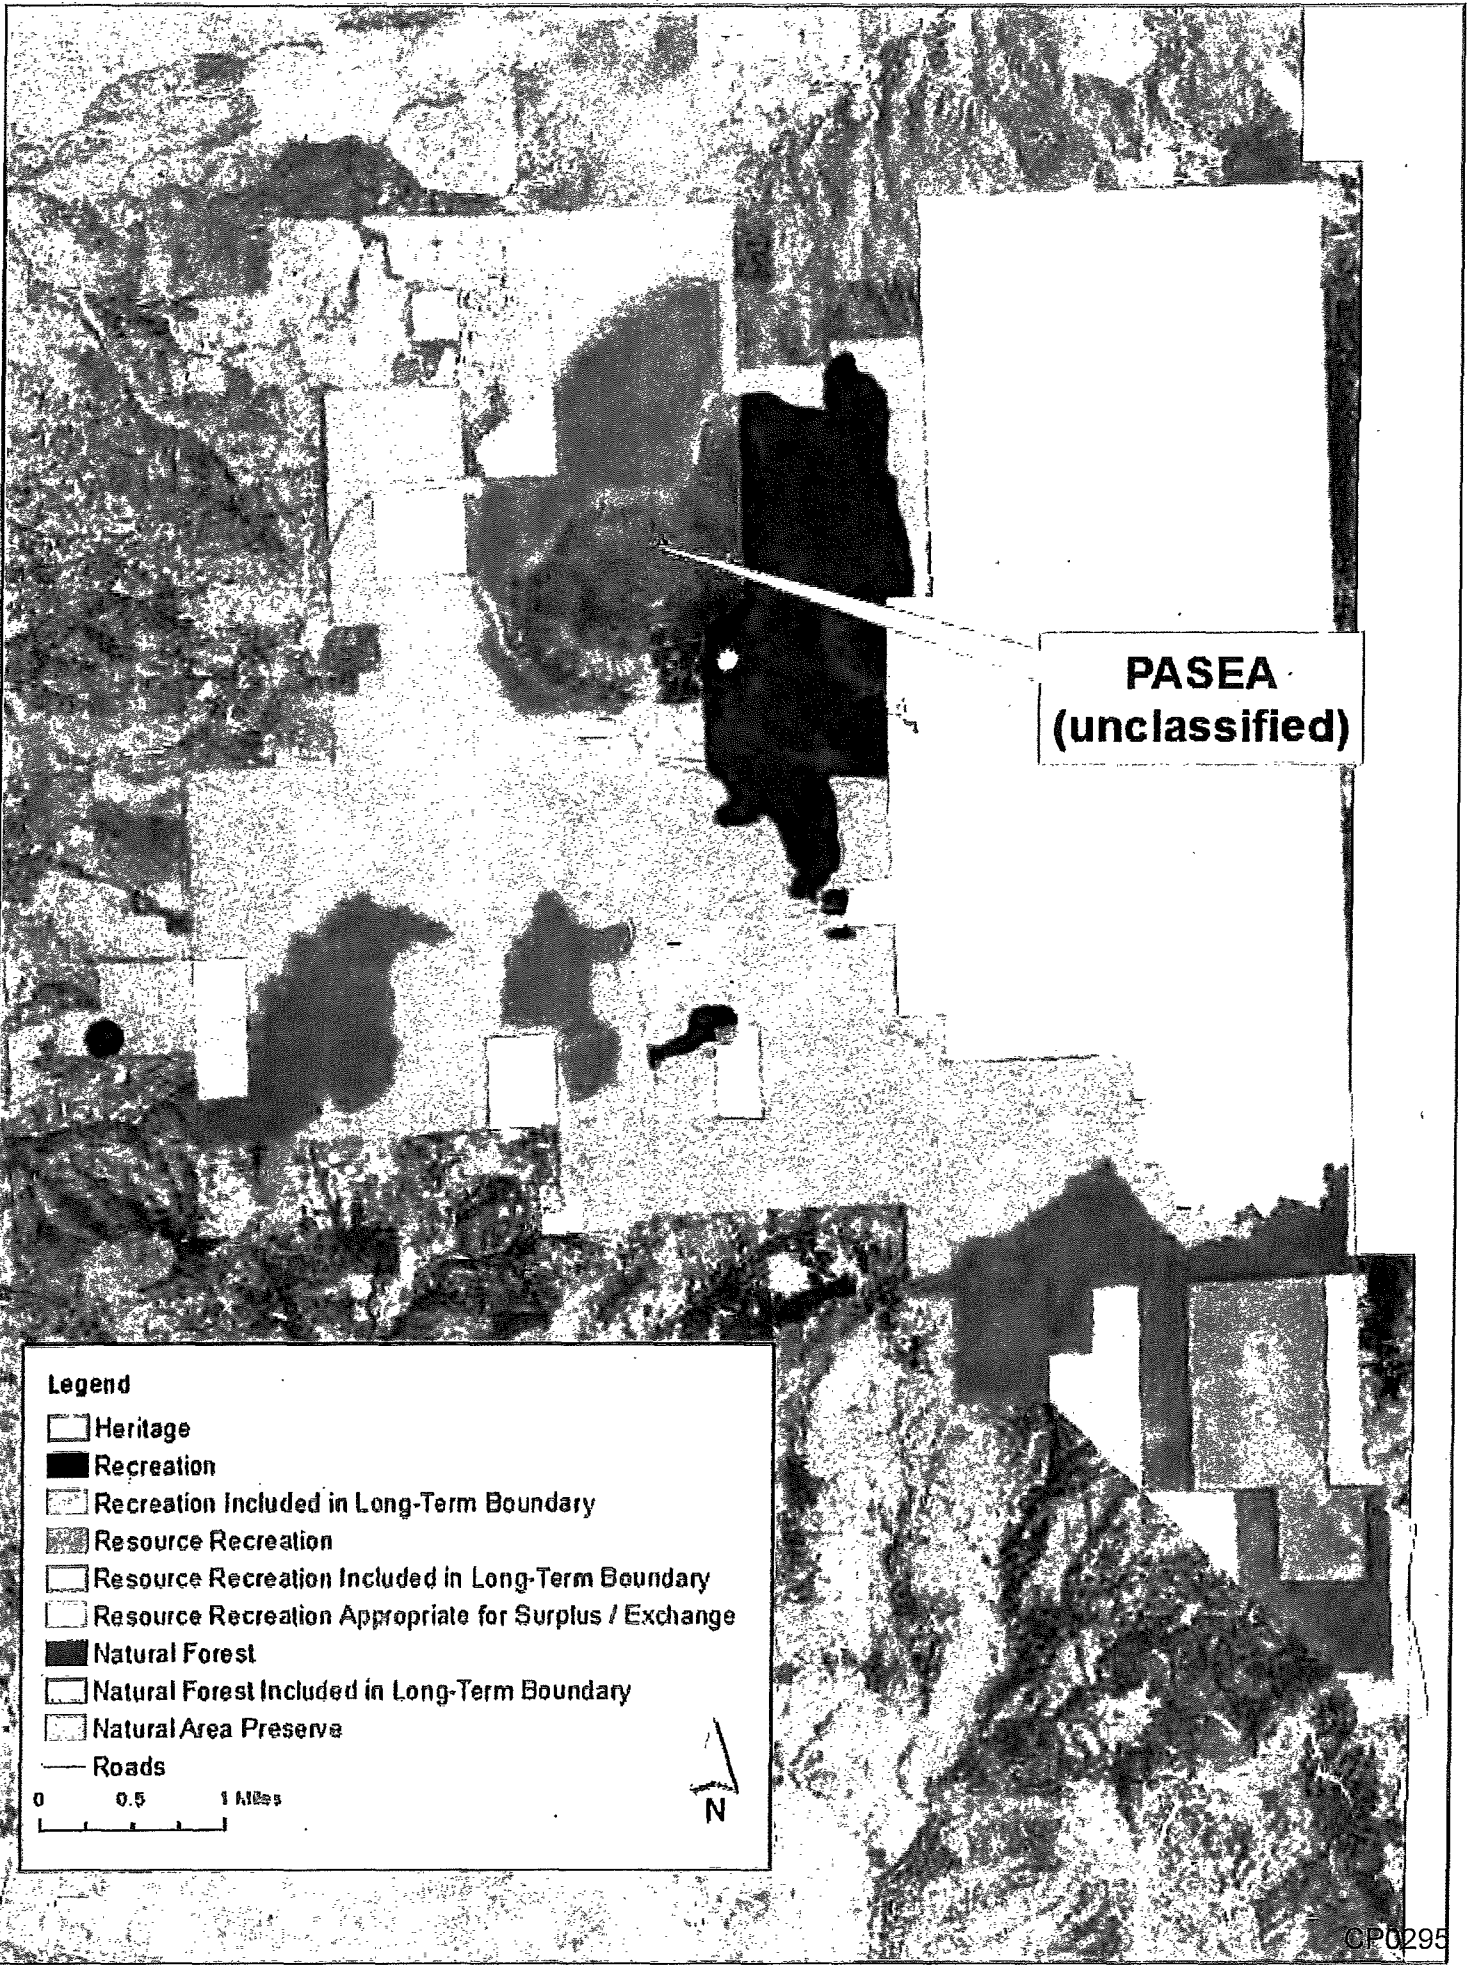 PASEA
(unclassified)
Legend
Heritage
Recreation
Recreation Included in Long-Term Boundary
Resource Recreation
Resource Recreation Included in Long-Term Boundary
Resource Recreation Appropriate for Surplus / Exchange
Natural Forest
Natural Forest Included in Long-Term Boundary
Natural Area Preserve
Roads
0 0.5 1 Miles
N
CP0295